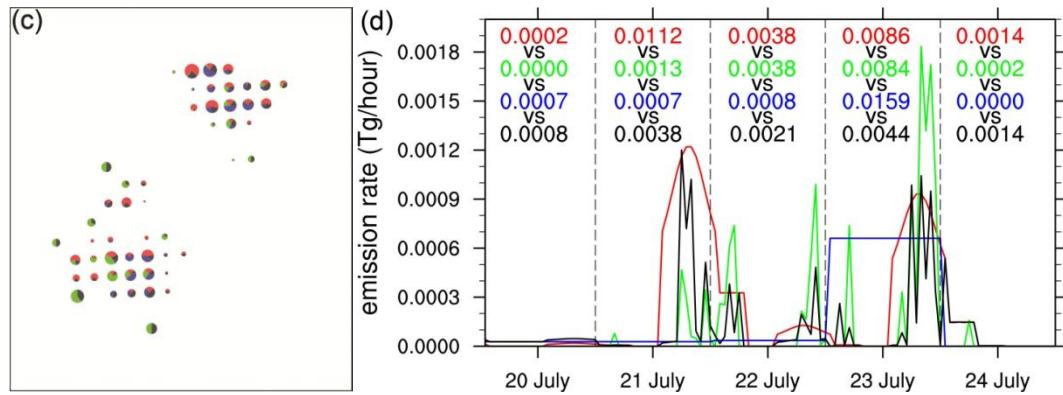 (c)
(d)
emission rate (Tg/hour)
0.0018
0.0015
0.0012
0.0009
0.0006
0.0003
0.0000
0.0002 0.0112 0.0038 0.0086 0.0014
vs vs vs vs vs
0.0000 0.0013 0.0038 0.0084 0.0002
vs vs vs vs vs
0.0007 0.0007 0.0008 0.0159 0.0000
vs vs vs vs vs
0.0008 0.0038 0.0021 0.0044 0.0014
20 July 21 July 22 July 23 July 24 July